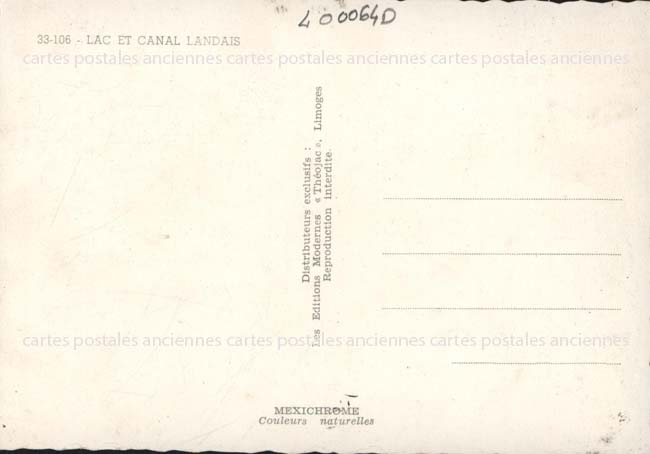 400064D
33-106 - LAC ET CANAL LANDAIS
cartes postales anciennes cartes postales anciennes cartes postales anciennes
Distributeurs exclusifs :
Les Editions Modernes « Théojac », Limoges
Reproduction interdite.
cartes postales anciennes cartes postales anciennes cartes postales anciennes
MEXICHROME
Couleurs naturelles